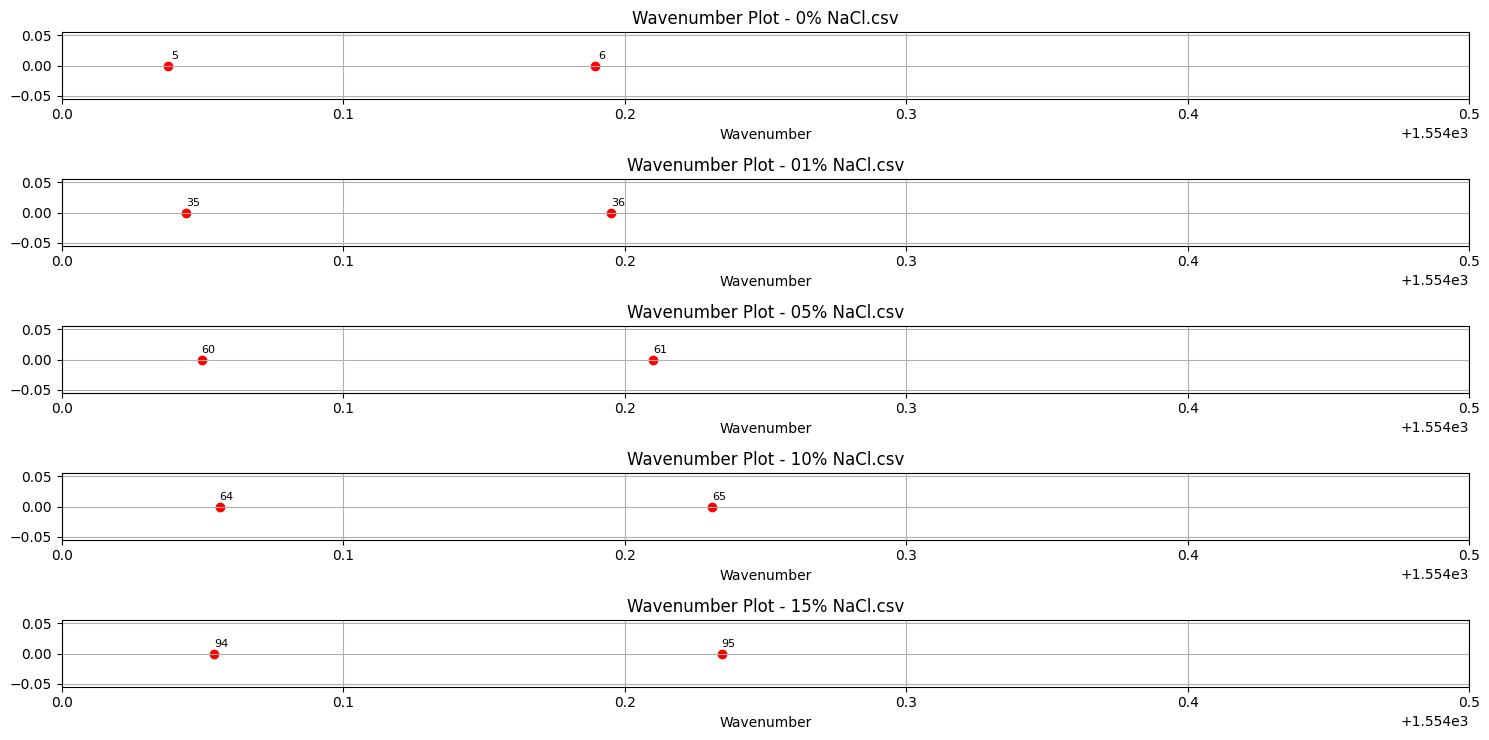 Wavenumber Plot - 0% NaCl.csv
0.05
5 6
0.00
−0.05
0.0 0.1 0.2 0.3 0.4 0.5
Wavenumber +1.554e3
Wavenumber Plot - 01% NaCl.csv
0.05
35 36
0.00
−0.05
0.0 0.1 0.2 0.3 0.4 0.5
Wavenumber +1.554e3
Wavenumber Plot - 05% NaCl.csv
0.05
60 61
0.00
−0.05
0.0 0.1 0.2 0.3 0.4 0.5
Wavenumber +1.554e3
Wavenumber Plot - 10% NaCl.csv
0.05
64 65
0.00
−0.05
0.0 0.1 0.2 0.3 0.4 0.5
Wavenumber +1.554e3
Wavenumber Plot - 15% NaCl.csv
0.05
94 95
0.00
−0.05
0.0 0.1 0.2 0.3 0.4 0.5
Wavenumber +1.554e3